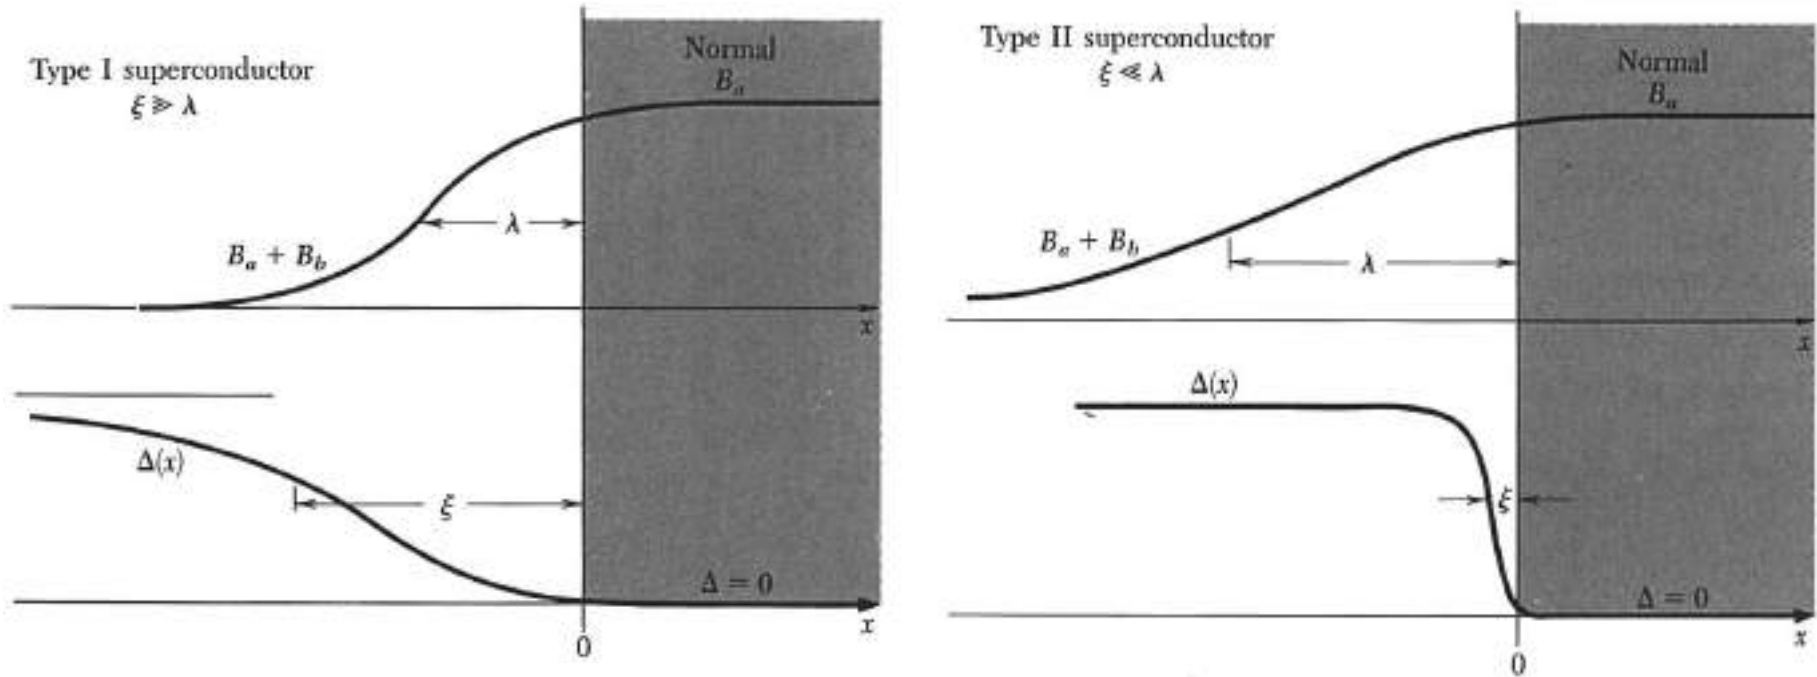 Type I superconductor
ξ ⪢ λ
Normal
B_a
λ
B_a + B_b
x
Δ(x)
ξ
Δ = 0
x
0
Type II superconductor
ξ ⪡ λ
Normal
B_a
B_a + B_b
λ
x
Δ(x)
ξ
Δ = 0
x
0